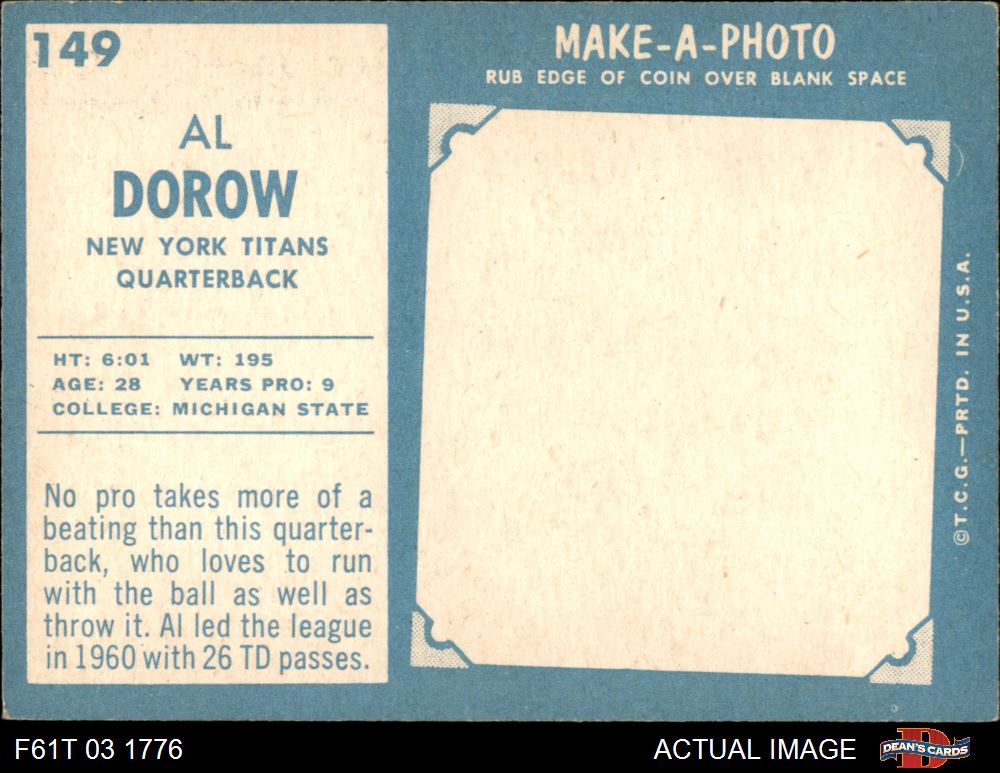 149
AL
DOROW
NEW YORK TITANS
QUARTERBACK
HT: 6:01 WT: 195
AGE: 28 YEARS PRO: 9
COLLEGE: MICHIGAN STATE
No pro takes more of a
beating than this quarter-
back, who loves to run
with the ball as well as
throw it. Al led the league
in 1960 with 26 TD passes.
MAKE-A-PHOTO
RUB EDGE OF COIN OVER BLANK SPACE
©T.C.G.—PRTD. IN U.S.A.
F61T 03 1776
ACTUAL IMAGE
D
DEAN'S CARDS